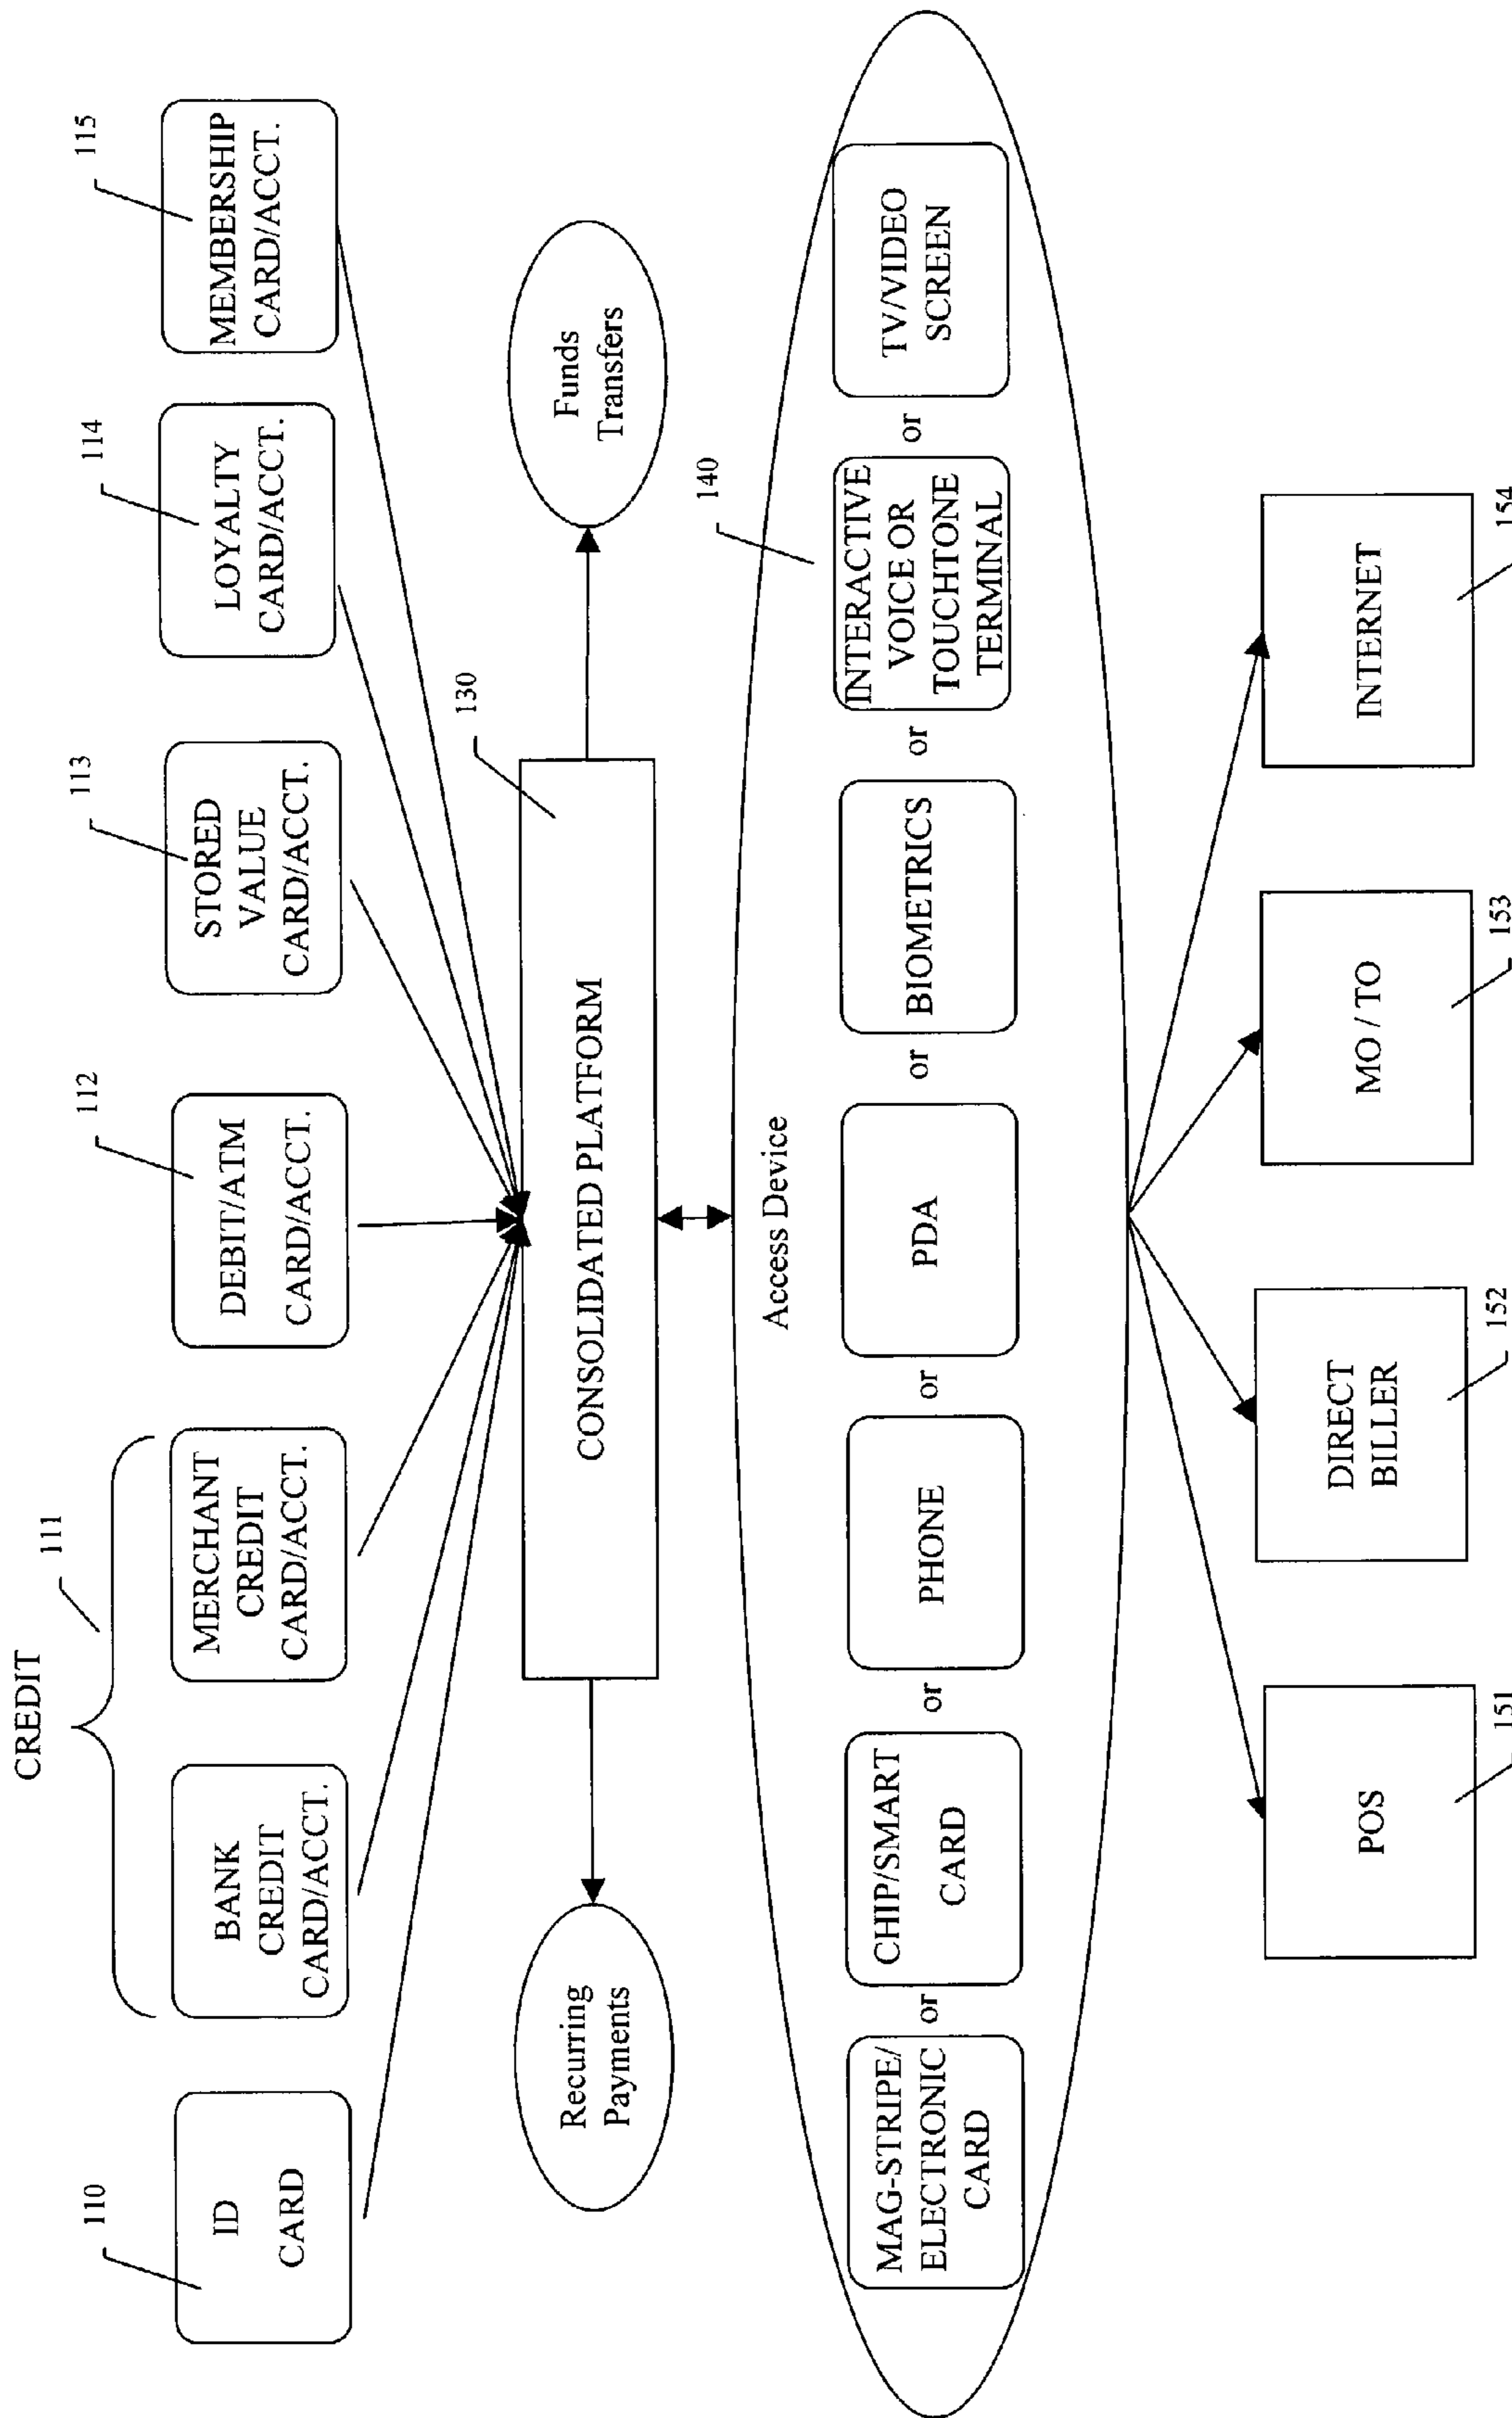 CREDIT
111
110
112
113
114
115
ID
CARD
BANK
CREDIT
CARD/ACCT.
MERCHANT
CREDIT
CARD/ACCT.
DEBIT/ATM
CARD/ACCT.
STORED
VALUE
CARD/ACCT.
LOYALTY
CARD/ACCT.
MEMBERSHIP
CARD/ACCT.
Recurring
Payments
CONSOLIDATED PLATFORM
130
Funds
Transfers
Access Device
140
MAG-STRIPE/
ELECTRONIC
CARD
or
CHIP/SMART
CARD
or
PHONE
or
PDA
or
BIOMETRICS
or
INTERACTIVE
VOICE OR
TOUCHTONE
TERMINAL
or
TV/VIDEO
SCREEN
POS
DIRECT
BILLER
MO / TO
INTERNET
151
152
153
154